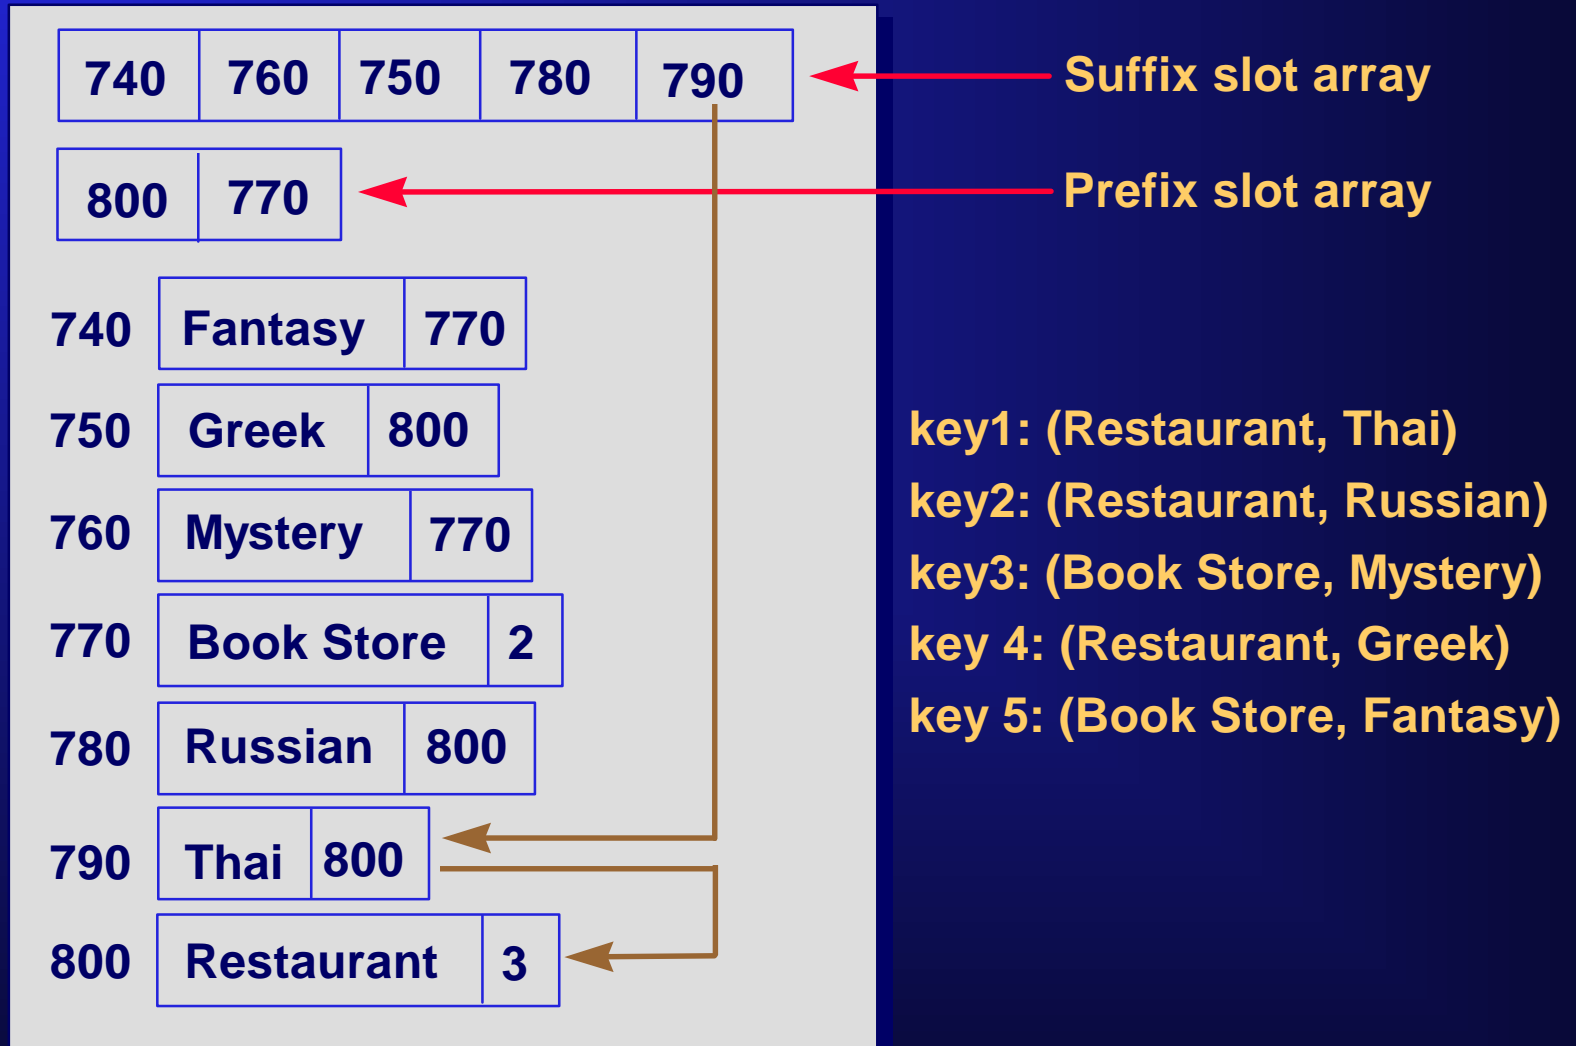 740 760 750 780 790 Suffix slot array
800 770 Prefix slot array
740 Fantasy 770
750 Greek 800
760 Mystery 770
770 Book Store 2
780 Russian 800
790 Thai 800
800 Restaurant 3
key1: (Restaurant, Thai)
key2: (Restaurant, Russian)
key3: (Book Store, Mystery)
key 4: (Restaurant, Greek)
key 5: (Book Store, Fantasy)